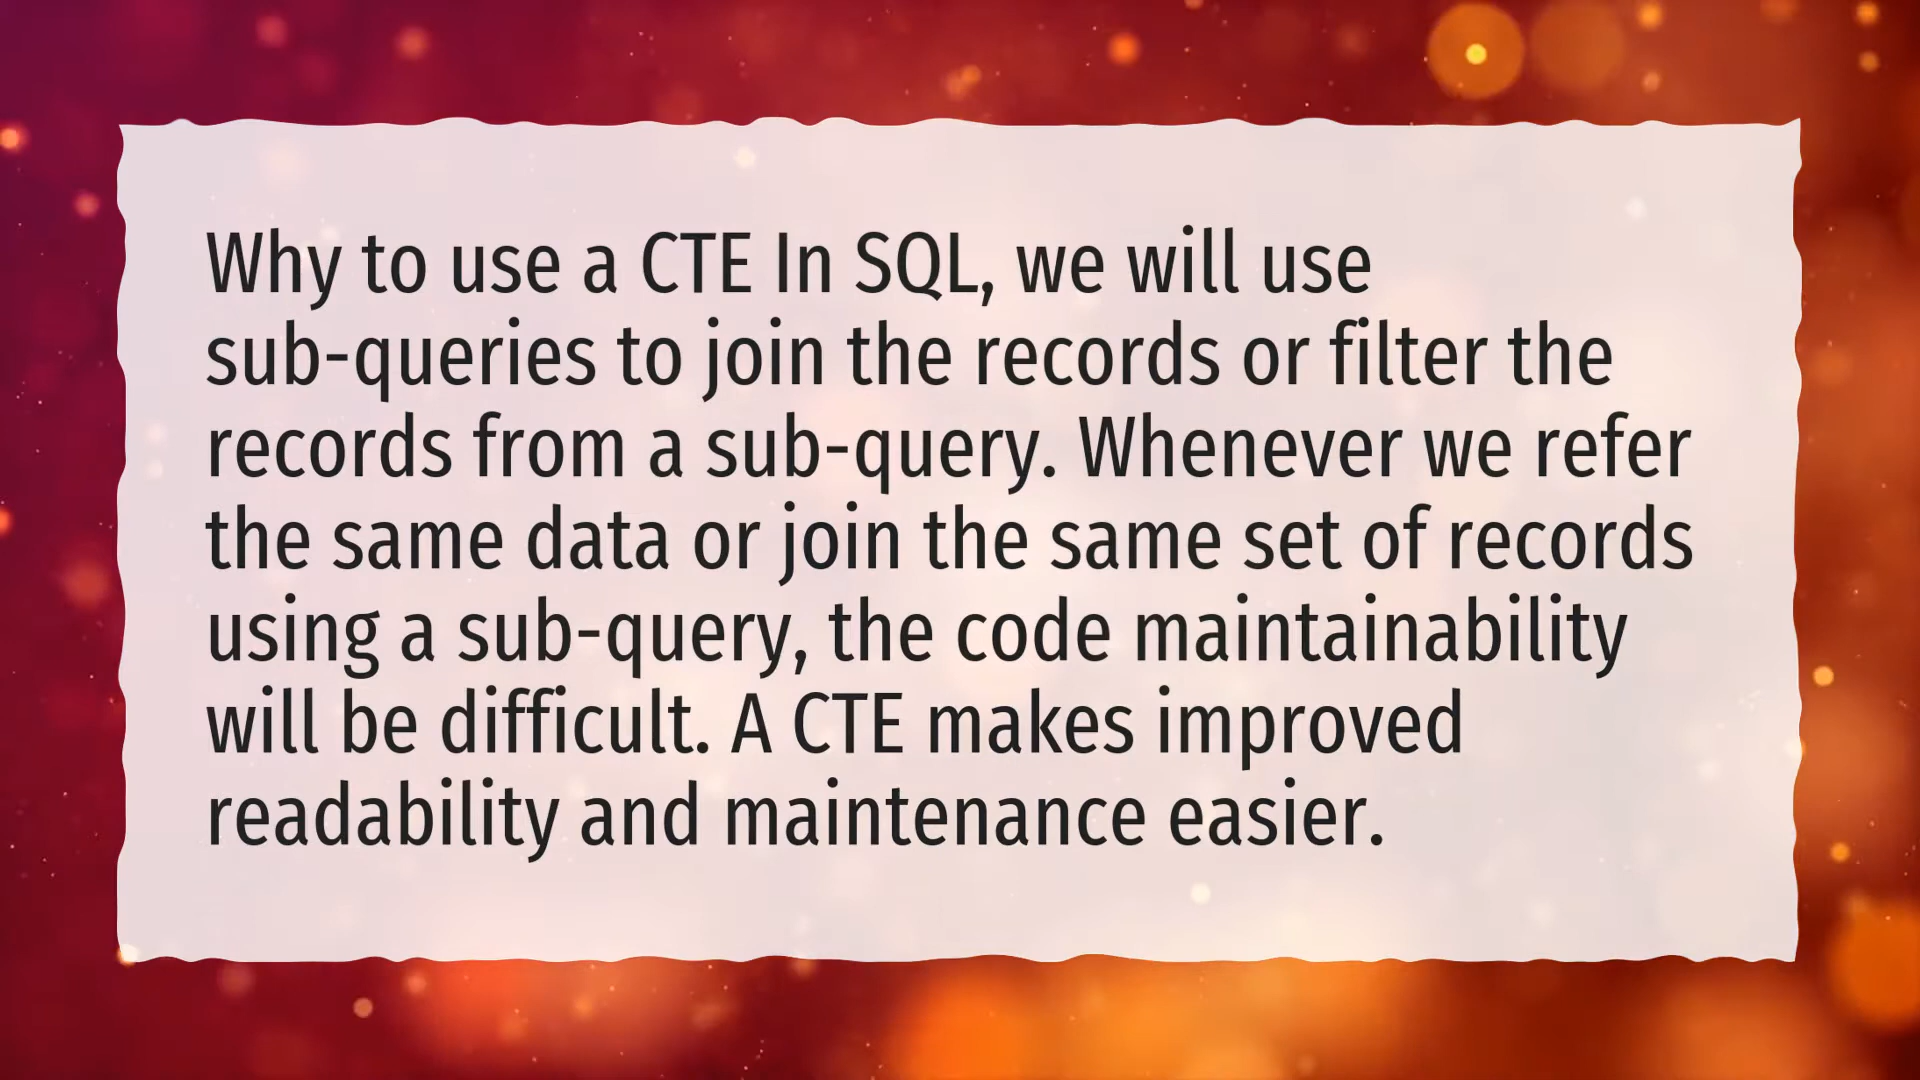 Why to use a CTE In SQL, we will use
sub-queries to join the records or filter the
records from a sub-query. Whenever we refer
the same data or join the same set of records
using a sub-query, the code maintainability
will be difficult. A CTE makes improved
readability and maintenance easier.